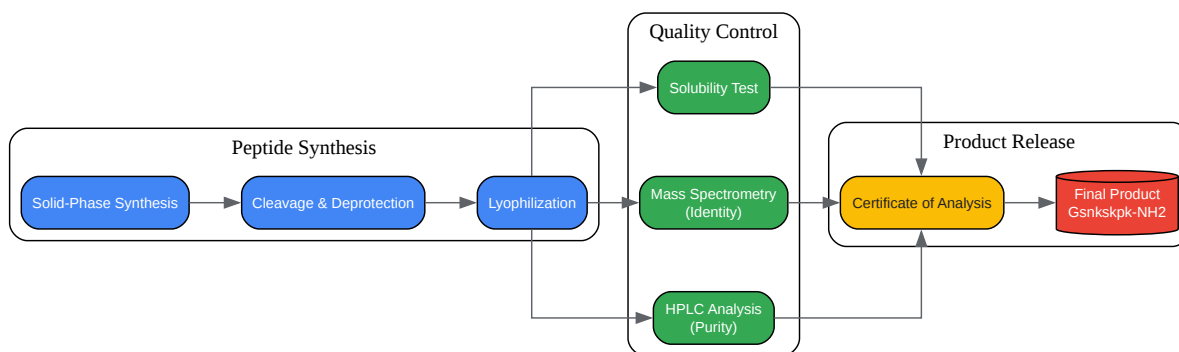 Peptide Synthesis
Solid-Phase Synthesis
Cleavage & Deprotection
Lyophilization
Quality Control
Solubility Test
Mass Spectrometry
(Identity)
HPLC Analysis
(Purity)
Product Release
Certificate of Analysis
Final Product
Gsnkskpk-NH2